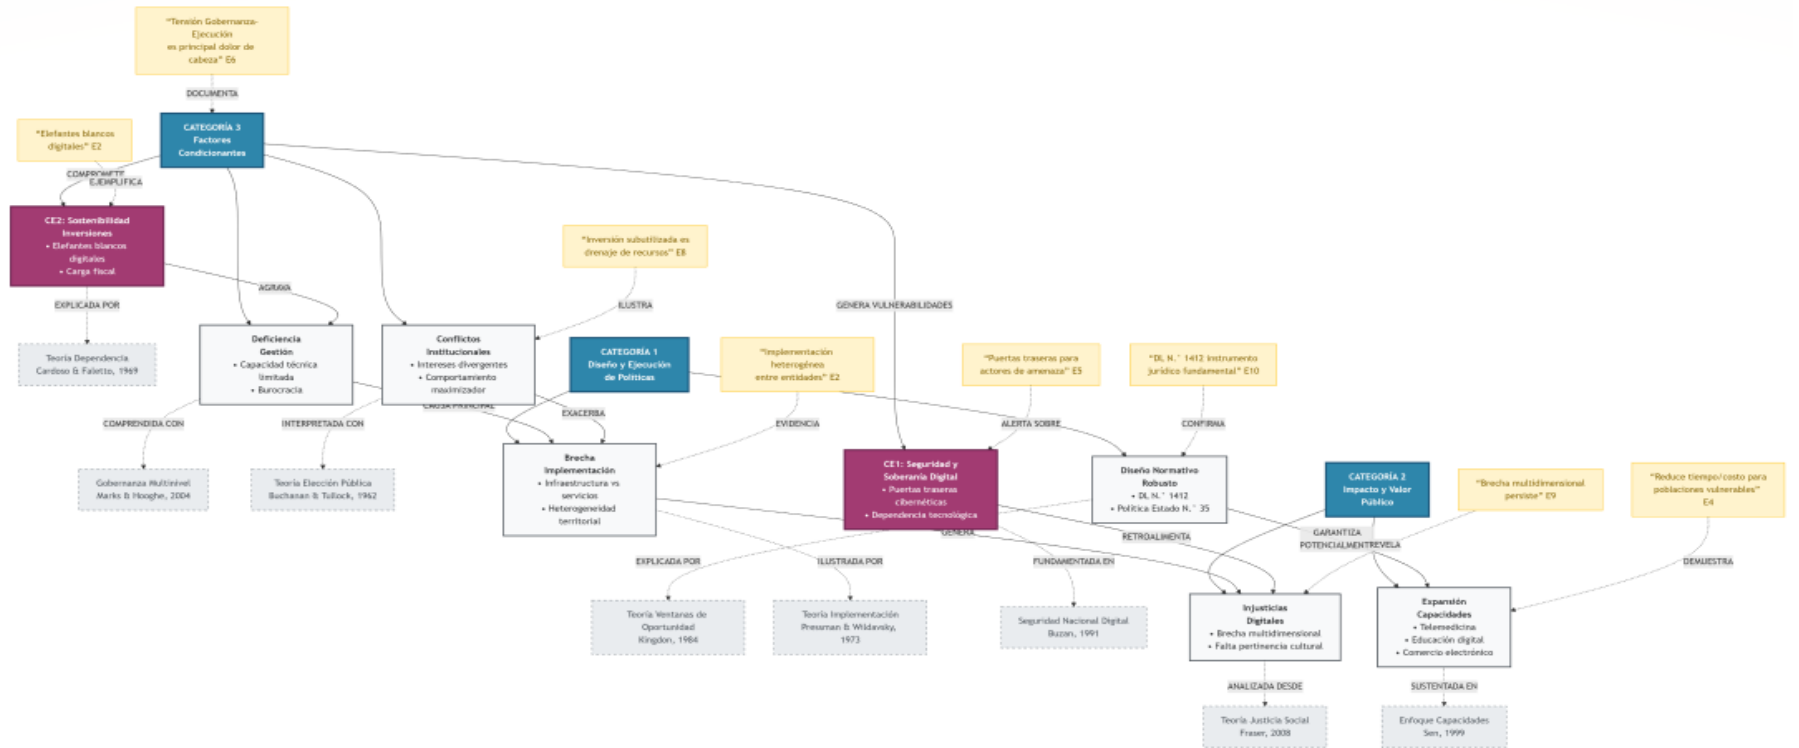 "Tensión Gobernanza-
Ejecución
es principal dolor de
cabeza" E6
DOCUMENTA
"Elefantes blancos
digitales" E2
CATEGORÍA 3
Factores
Condicionantes
COMPROMETE
EJEMPLIFICA
CE2: Sostenibilidad
Inversiones
• Elefantes blancos
digitales
• Carga fiscal
"Inversión subutilizada es
drenaje de recursos" E8
AGRAVA
EXPLICADA POR
ILUSTRA
GENERA VULNERABILIDADES
Teoría Dependencia
Cardoso & Faletto, 1969
Deficiencia
Gestión
• Capacidad técnica
limitada
• Burocracia
Conflictos
Institucionales
• Intereses divergentes
• Comportamiento
maximizador
CATEGORÍA 1
Diseño y Ejecución
de Políticas
"Implementación
heterogénea
entre entidades" E2
"Puertas traseras para
actores de amenaza" E5
"DL N.° 1412 instrumento
jurídico fundamental" E10
CAUSA PRINCIPAL
EXACERBA
COMPRENDIDA CON
INTERPRETADA CON
EVIDENCIA
ALERTA SOBRE
CONFIRMA
Gobernanza Multinivel
Marks & Hooghe, 2004
Teoría Elección Pública
Buchanan & Tullock, 1962
Brecha
Implementación
• Infraestructura vs
servicios
• Heterogeneidad
territorial
CE1: Seguridad y
Soberanía Digital
• Puertas traseras
cibernéticas
• Dependencia tecnológica
Diseño Normativo
Robusto
• DL N.° 1412
• Política Estado N.° 35
CATEGORÍA 2
Impacto y Valor
Público
"Brecha multidimensional
persiste" E9
"Reduce tiempo/costo para
poblaciones vulnerables"
E4
GENERA
RETROALIMENTA
GARANTIZA
POTENCIALMENTE
REVELA
EXPLICADA POR
ILUSTRADA POR
FUNDAMENTADA EN
DEMUESTRA
Teoría Ventanas de
Oportunidad
Kingdon, 1984
Teoría Implementación
Pressman & Wildavsky,
1973
Seguridad Nacional Digital
Buzan, 1991
Injusticias
Digitales
• Brecha multidimensional
• Falta pertinencia cultural
Expansión
Capacidades
• Telemedicina
• Educación digital
• Comercio electrónico
ANALIZADA DESDE
SUSTENTADA EN
Teoría Justicia Social
Fraser, 2008
Enfoque Capacidades
Sen, 1999